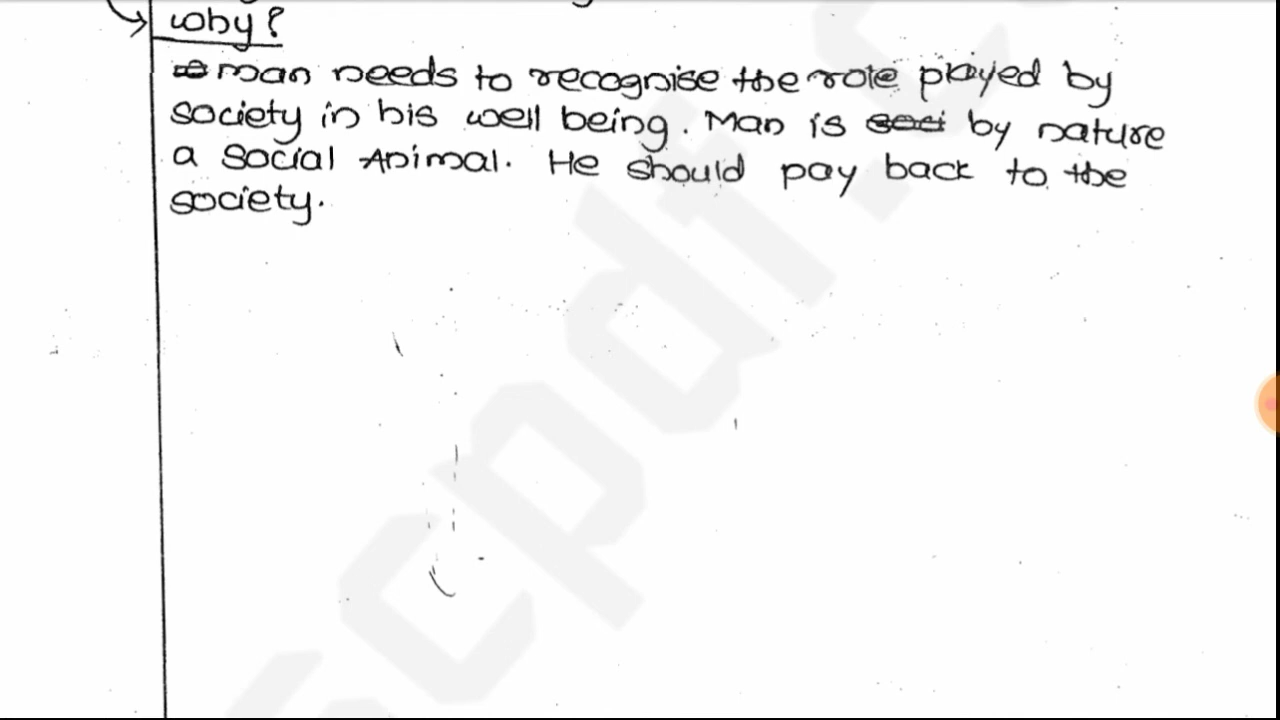 why?
man needs to recognise the role played by
society in his well being. Man is by nature
a social Animal. He should pay back to the
society.